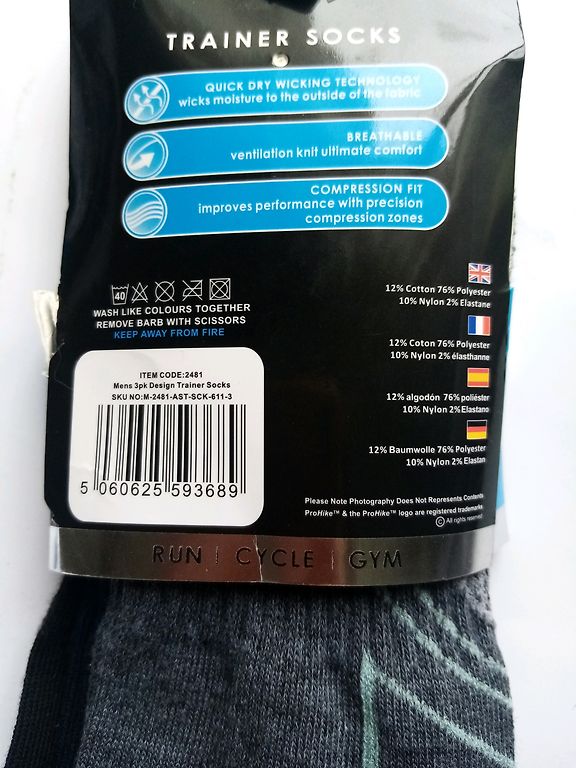 TRAINER SOCKS
QUICK DRY WICKING TECHNOLOGY
wicks moisture to the outside of the fabric
BREATHABLE
ventilation knit ultimate comfort
COMPRESSION FIT
improves performance with precision
compression zones
40
WASH LIKE COLOURS TOGETHER
REMOVE BARB WITH SCISSORS
KEEP AWAY FROM FIRE
12% Cotton 76% Polyester
10% Nylon 2% Elastane
12% Coton 76% Polyester
10% Nylon 2% élasthanne
12% algodón 76% poliéster
10% Nylon 2% Elastano
12% Baumwolle 76% Polyester
10% Nylon 2% Elastan
ITEM CODE:2481
Mens 3pk Design Trainer Socks
SKU NO:M-2481-AST-SCK-611-3
5 060625 593689
Please Note Photography Does Not Represents Contents
ProHike™ & the ProHike™ logo are registered trademarks
© All rights reserved
RUN | CYCLE | GYM